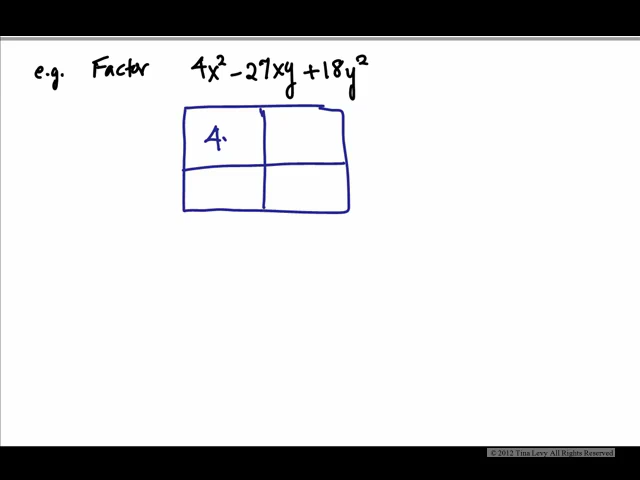 e.g. Factor 4x² - 27xy + 18y²
4
© 2012 Tina Levy All Rights Reserved